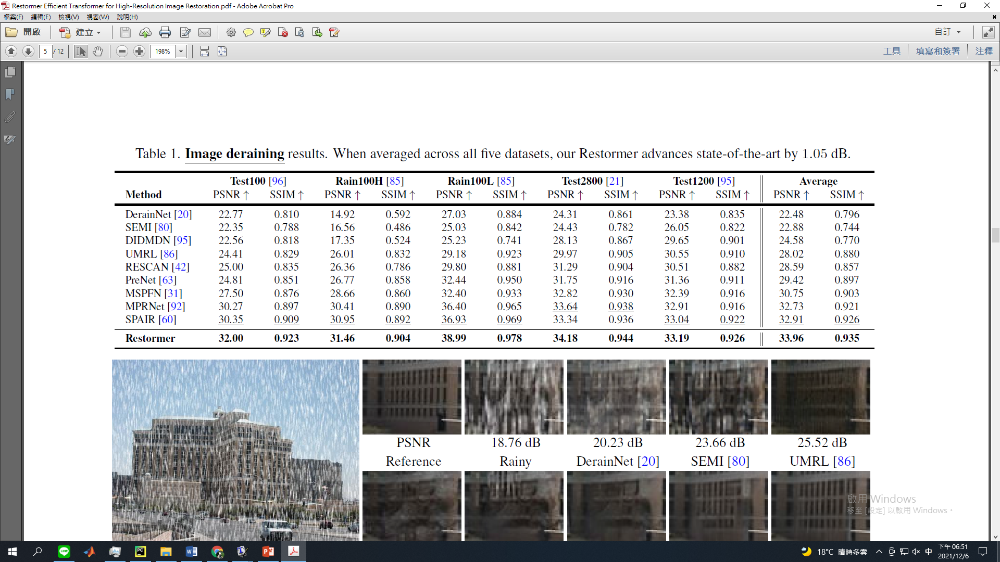 Restormer Efficient Transformer for High-Resolution Image Restoration.pdf - Adobe Acrobat Pro
檔案(F) 編輯(E) 檢視(V) 視窗(W) 說明(H)
開啟 建立 自訂
5 / 12 198% 工具 填寫和簽署 注釋
Table 1. Image deraining results. When averaged across all five datasets, our Restormer advances state-of-the-art by 1.05 dB.
Test100 [96] Rain100H [85] Rain100L [85] Test2800 [21] Test1200 [95] Average
Method PSNR ↑ SSIM ↑ PSNR ↑ SSIM ↑ PSNR ↑ SSIM ↑ PSNR ↑ SSIM ↑ PSNR ↑ SSIM ↑ PSNR ↑ SSIM ↑
DerainNet [20] 22.77 0.810 14.92 0.592 27.03 0.884 24.31 0.861 23.38 0.835 22.48 0.796
SEMI [80] 22.35 0.788 16.56 0.486 25.03 0.842 24.43 0.782 26.05 0.822 22.88 0.744
DIDMDN [95] 22.56 0.818 17.35 0.524 25.23 0.741 28.13 0.867 29.65 0.901 24.58 0.770
UMRL [86] 24.41 0.829 26.01 0.832 29.18 0.923 29.97 0.905 30.55 0.910 28.02 0.880
RESCAN [42] 25.00 0.835 26.36 0.786 29.80 0.881 31.29 0.904 30.51 0.882 28.59 0.857
PreNet [63] 24.81 0.851 26.77 0.858 32.44 0.950 31.75 0.916 31.36 0.911 29.42 0.897
MSPFN [31] 27.50 0.876 28.66 0.860 32.40 0.933 32.82 0.930 32.39 0.916 30.75 0.903
MPRNet [92] 30.27 0.897 30.41 0.890 36.40 0.965 33.64 0.938 32.91 0.916 32.73 0.921
SPAIR [60] 30.35 0.909 30.95 0.892 36.93 0.969 33.34 0.936 33.04 0.922 32.91 0.926
Restormer 32.00 0.923 31.46 0.904 38.99 0.978 34.18 0.944 33.19 0.926 33.96 0.935
PSNR 18.76 dB 20.23 dB 23.66 dB 25.52 dB
Reference Rainy DerainNet [20] SEMI [80] UMRL [86]
啟用 Windows
移至 [設定] 以啟用 Windows。
18°C 晴時多雲 中 下午 06:51
2021/12/6